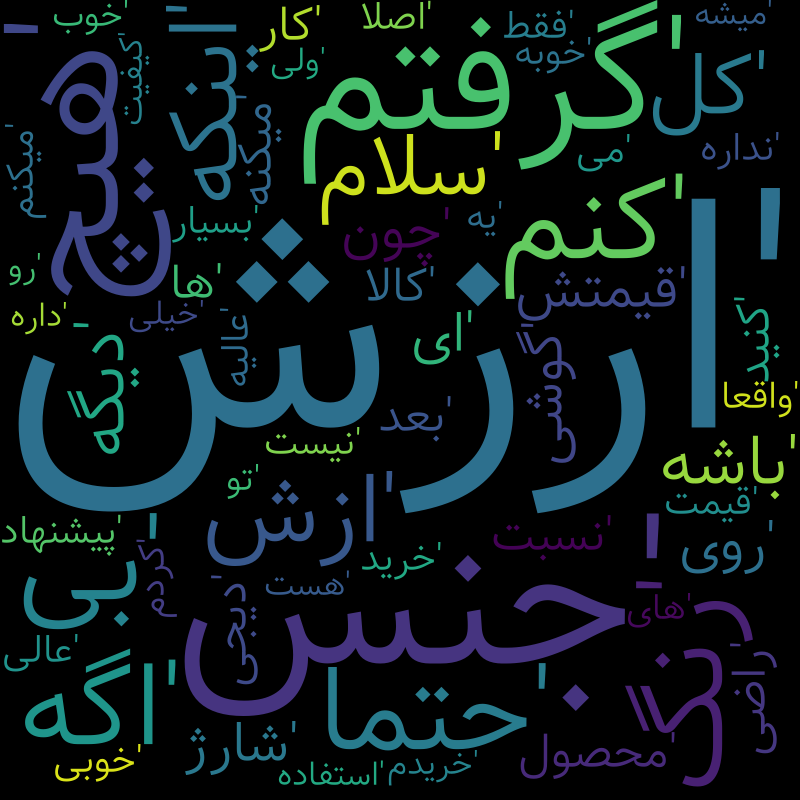 'خوب
'اینکه
'کار
'اصلا
'فقط
'میشه
'هیچ
'کیفیت
'ولی
'گرفتم
'خوبه
'کل
'میکنم
'میکنه
'سلام
'می
'نداره
'بسیار
'چون
'یه
'کنم
'رو
'ها
'کالا
'قیمتش
'داره
'خیلی
'عالیه
'ای
'گوشی
'کنید
'ارزش
'دیگه
'بعد
'واقعا
'نیست
'باشه
'تو
'ازش
'قیمت
'پیشنهاد
'بی
'کردم
'خرید
'نسبت
'روی
'دیجی
'هست
'جنس
'های
'رنگ
'عالی
'اگه
'حتما
'راضی
'خوبی
'شارژ
'استفاده
'خریدم
'محصول